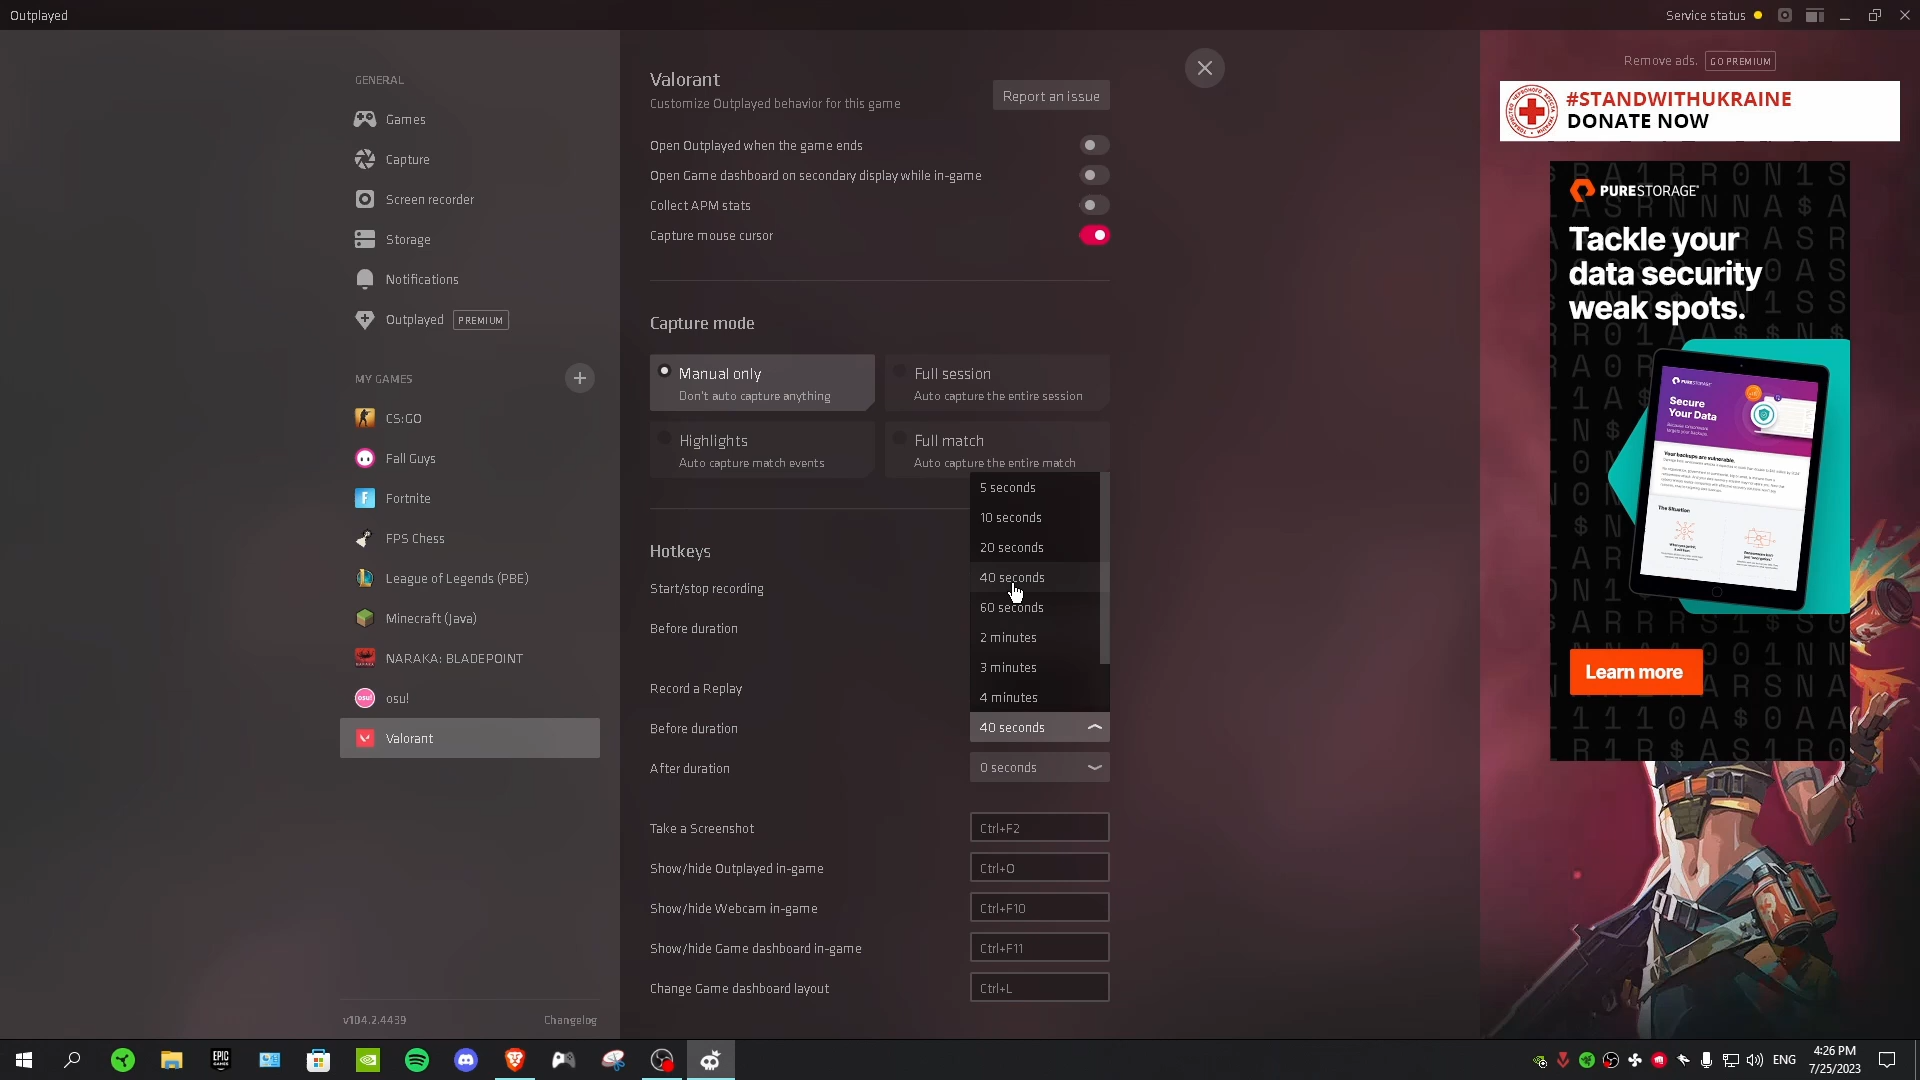 Outplayed
Service status
GENERAL
Games
Capture
Screen recorder
Storage
Notifications
Outplayed PREMIUM
MY GAMES
CS:GO
Fall Guys
Fortnite
FPS Chess
League of Legends (PBE)
Minecraft (Java)
NARAKA: BLADEPOINT
osu!
Valorant
v104.2.4439
Changelog
Valorant
Customize Outplayed behavior for this game
Report an issue
Open Outplayed when the game ends
Open Game dashboard on secondary display while in-game
Collect APM stats
Capture mouse cursor
Capture mode
Manual only
Don't auto capture anything
Full session
Auto capture the entire session
Highlights
Auto capture match events
Full match
Auto capture the entire match
Hotkeys
Start/stop recording
Before duration
5 seconds
10 seconds
20 seconds
40 seconds
60 seconds
2 minutes
3 minutes
4 minutes
Record a Replay
Before duration
40 seconds
After duration
0 seconds
Take a Screenshot
Ctrl+F2
Show/hide Outplayed in-game
Ctrl+O
Show/hide Webcam in-game
Ctrl+F10
Show/hide Game dashboard in-game
Ctrl+F11
Change Game dashboard layout
Ctrl+L
Remove ads. GO PREMIUM
#STANDWITHUKRAINE
DONATE NOW
PURESTORAGE
Tackle your
data security
weak spots.
Secure
Your Data
Your backups are vulnerable.
The Situation
Learn more
EPIC
GAMES
ENG
4:26 PM
7/25/2023